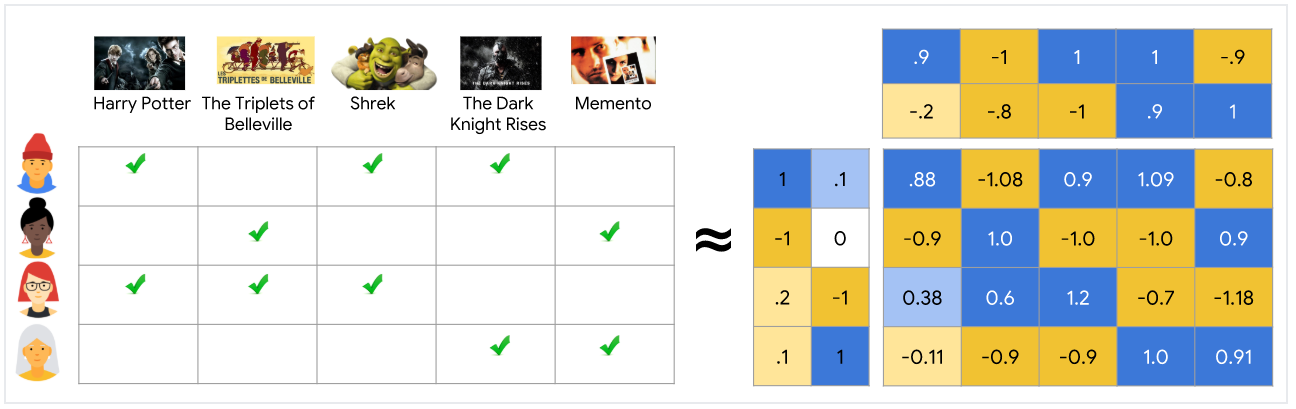 LES
TRIPLETTES DE BELLEVILLE
THE DARK KNIGHT RISES
Harry Potter
The Triplets of
Belleville
Shrek
The Dark
Knight Rises
Memento
.9 -1 1 1 -.9
-.2 -.8 -1 .9 1
≈
1 .1
-1 0
.2 -1
.1 1
.88 -1.08 0.9 1.09 -0.8
-0.9 1.0 -1.0 -1.0 0.9
0.38 0.6 1.2 -0.7 -1.18
-0.11 -0.9 -0.9 1.0 0.91